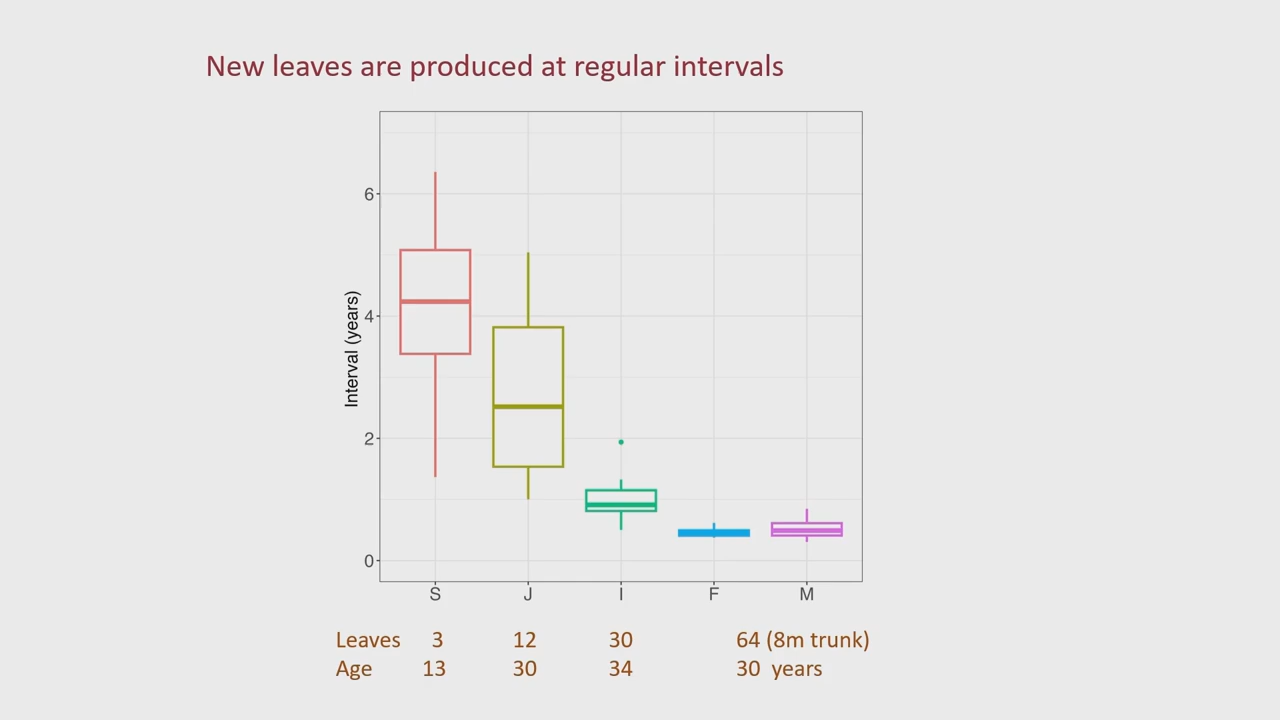 New leaves are produced at regular intervals
6
4
2
0
Interval (years)
S J I F M
Leaves 3 12 30 64 (8m trunk)
Age 13 30 34 30 years